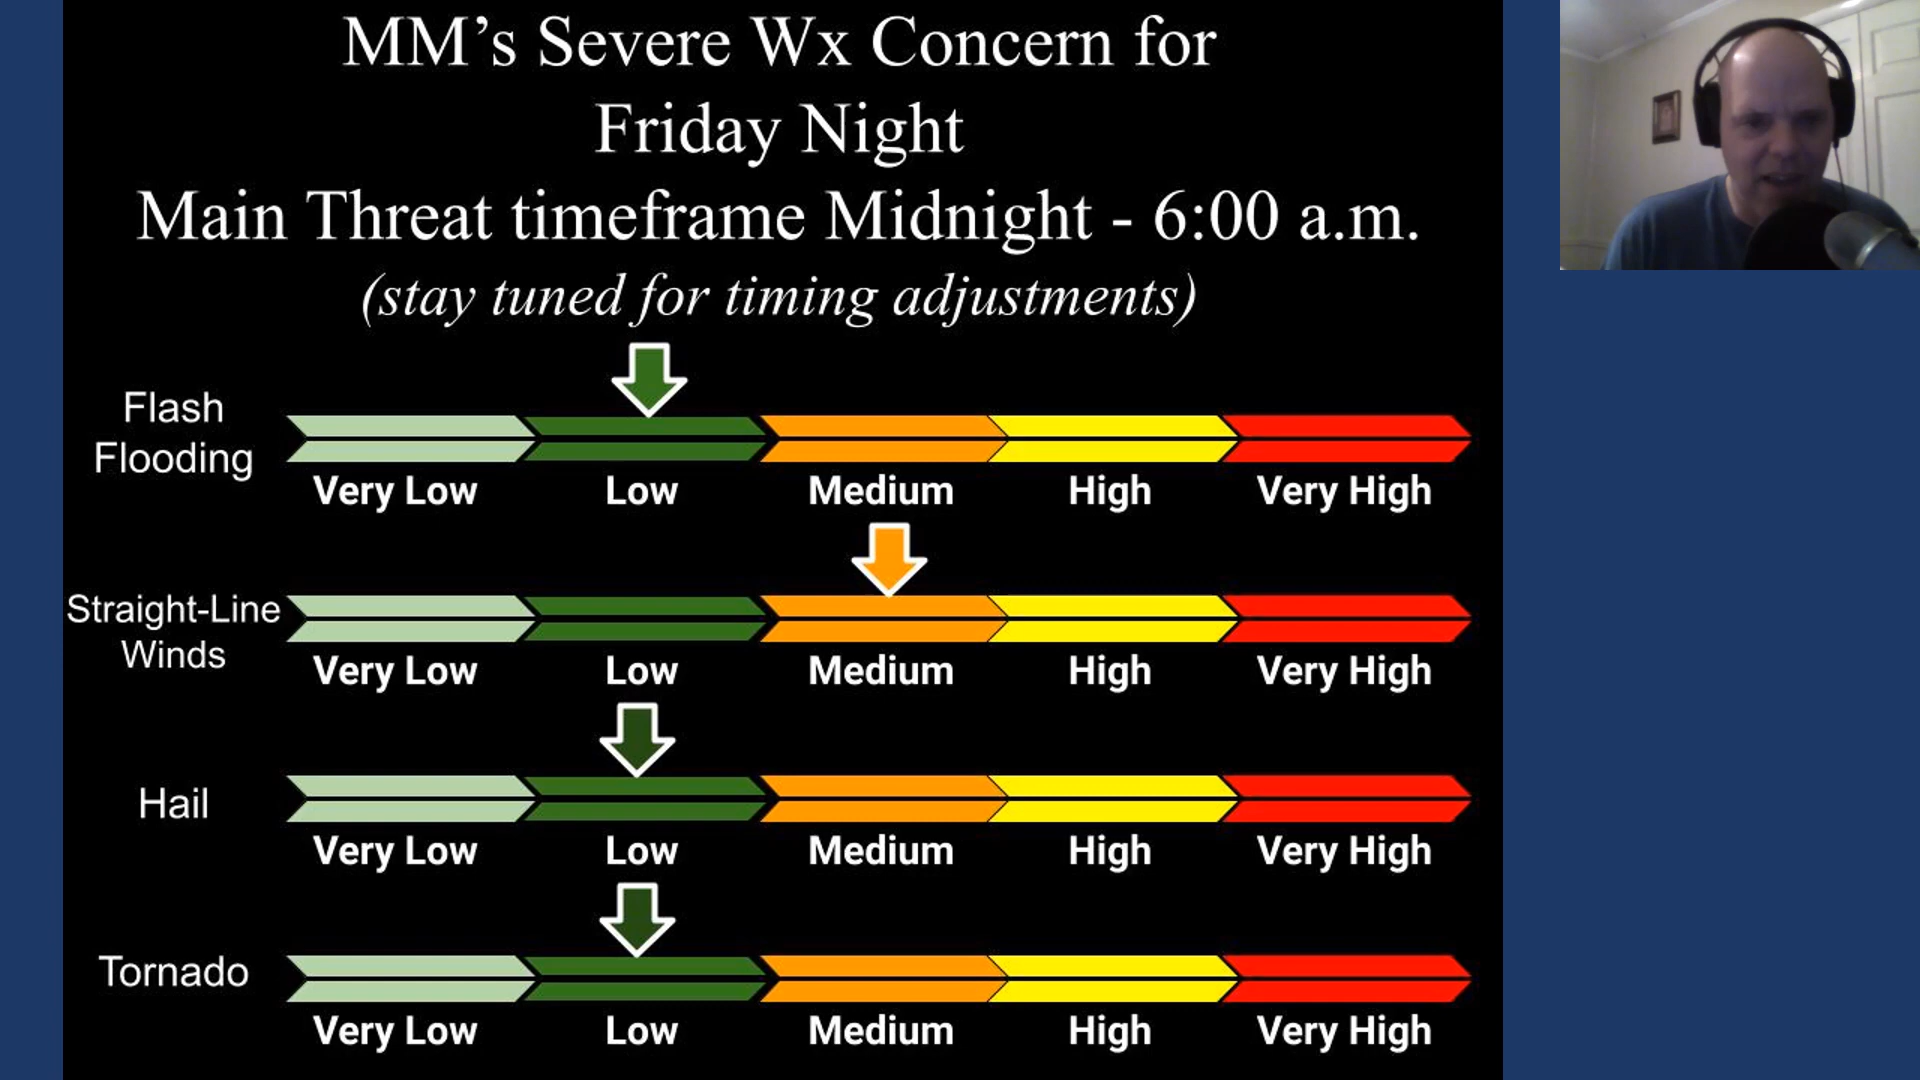 MM’s Severe Wx Concern for
Friday Night
Main Threat timeframe Midnight - 6:00 a.m.
(stay tuned for timing adjustments)
Flash
Flooding
Very Low Low Medium High Very High
Straight-Line
Winds
Very Low Low Medium High Very High
Hail
Very Low Low Medium High Very High
Tornado
Very Low Low Medium High Very High